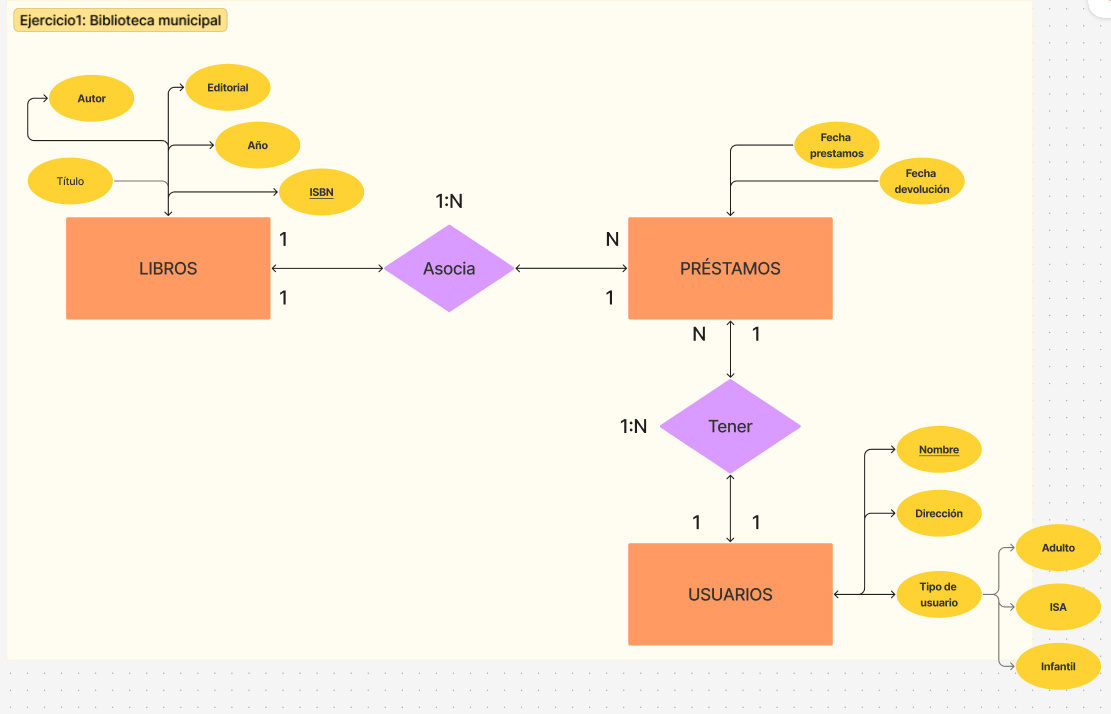 Ejercicio1: Biblioteca municipal
Editorial
Autor
Año
Título
ISBN
Fecha
prestamos
Fecha
devolución
1:N
1
N
LIBROS
Asocia
PRÉSTAMOS
1
1
N
1
1:N
Tener
Nombre
Dirección
1
1
Adulto
USUARIOS
Tipo de
usuario
ISA
Infantil